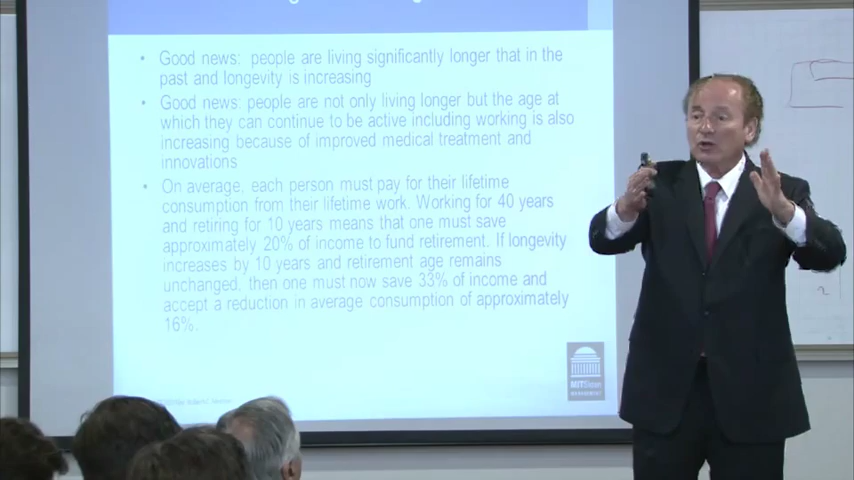 • Good news: people are living significantly longer that in the
past and longevity is increasing
• Good news: people are not only living longer but the age at
which they can continue to be active including working is also
increasing because of improved medical treatment and
innovations
• On average, each person must pay for their lifetime
consumption from their lifetime work. Working for 40 years
and retiring for 10 years means that one must save
approximately 20% of income to fund retirement. If longevity
increases by 10 years and retirement age remains
unchanged, then one must now save 33% of income and
accept a reduction in average consumption of approximately
16%.
MITSloan
MANAGEMENT